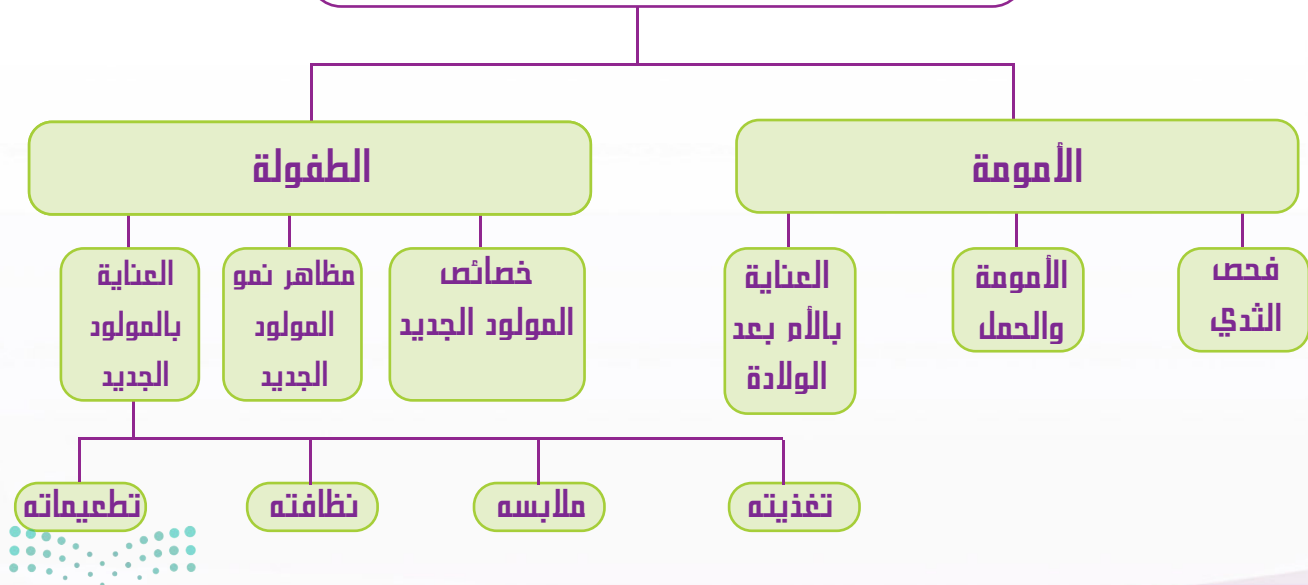 الأمومة
الطفولة
فحص
الثدي
الأمومة
والحمل
العناية
بالأم بعد
الولادة
خصائص
المولود الجديد
مظاهر نمو
المولود
الجديد
العناية
بالمولود
الجديد
تغذيته
ملابسه
نظافته
تطعيماته